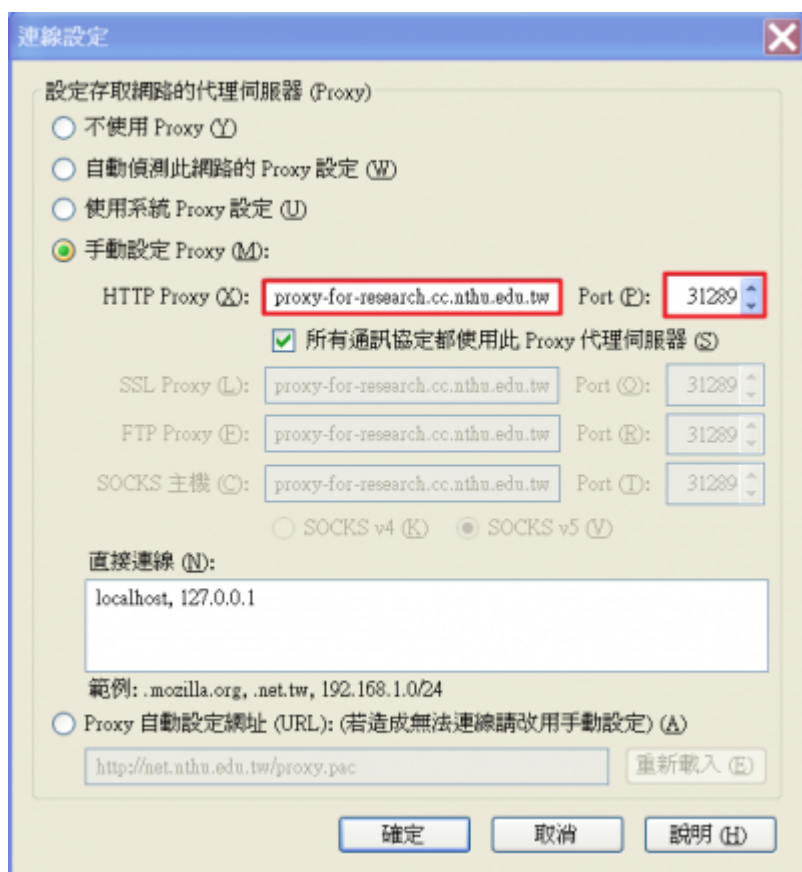 連線設定
設定存取網路的代理伺服器 (Proxy)
不使用 Proxy (Y)
自動偵測此網路的 Proxy 設定 (W)
使用系統 Proxy 設定 (U)
手動設定 Proxy (M):
HTTP Proxy (X): proxy-for-research.cc.nthu.edu.tw Port (P): 31289
所有通訊協定都使用此 Proxy 代理伺服器 (S)
SSL Proxy (L): proxy-for-research.cc.nthu.edu.tw Port (O): 31289
FTP Proxy (F): proxy-for-research.cc.nthu.edu.tw Port (R): 31289
SOCKS 主機 (C): proxy-for-research.cc.nthu.edu.tw Port (T): 31289
SOCKS v4 (K) SOCKS v5 (V)
直接連線 (N):
localhost, 127.0.0.1
範例: .mozilla.org, .net.tw, 192.168.1.0/24
Proxy 自動設定網址 (URL): (若造成無法連線請改用手動設定) (A)
http://net.nthu.edu.tw/proxy.pac 重新載入 (E)
確定 取消 說明 (H)